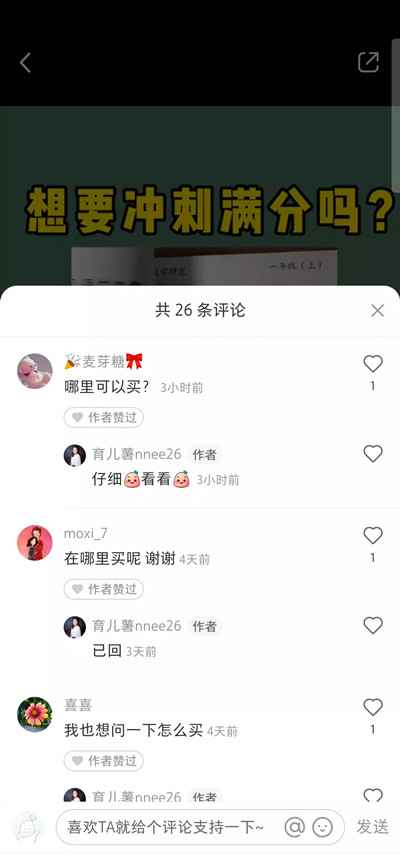 想要冲刺满分吗?
一年级(上)
共 26 条评论
🎉麦芽糖🎀
哪里可以买? 3小时前
1
作者赞过
育儿薯nnee26 作者
仔细看看 3小时前
moxi_7
在哪里买呢 谢谢 4天前
1
作者赞过
育儿薯nnee26 作者
已回 3天前
喜喜
我也想问一下怎么买 4天前
1
作者赞过
育儿薯nnee26 作者
喜欢TA就给个评论支持一下~
发送